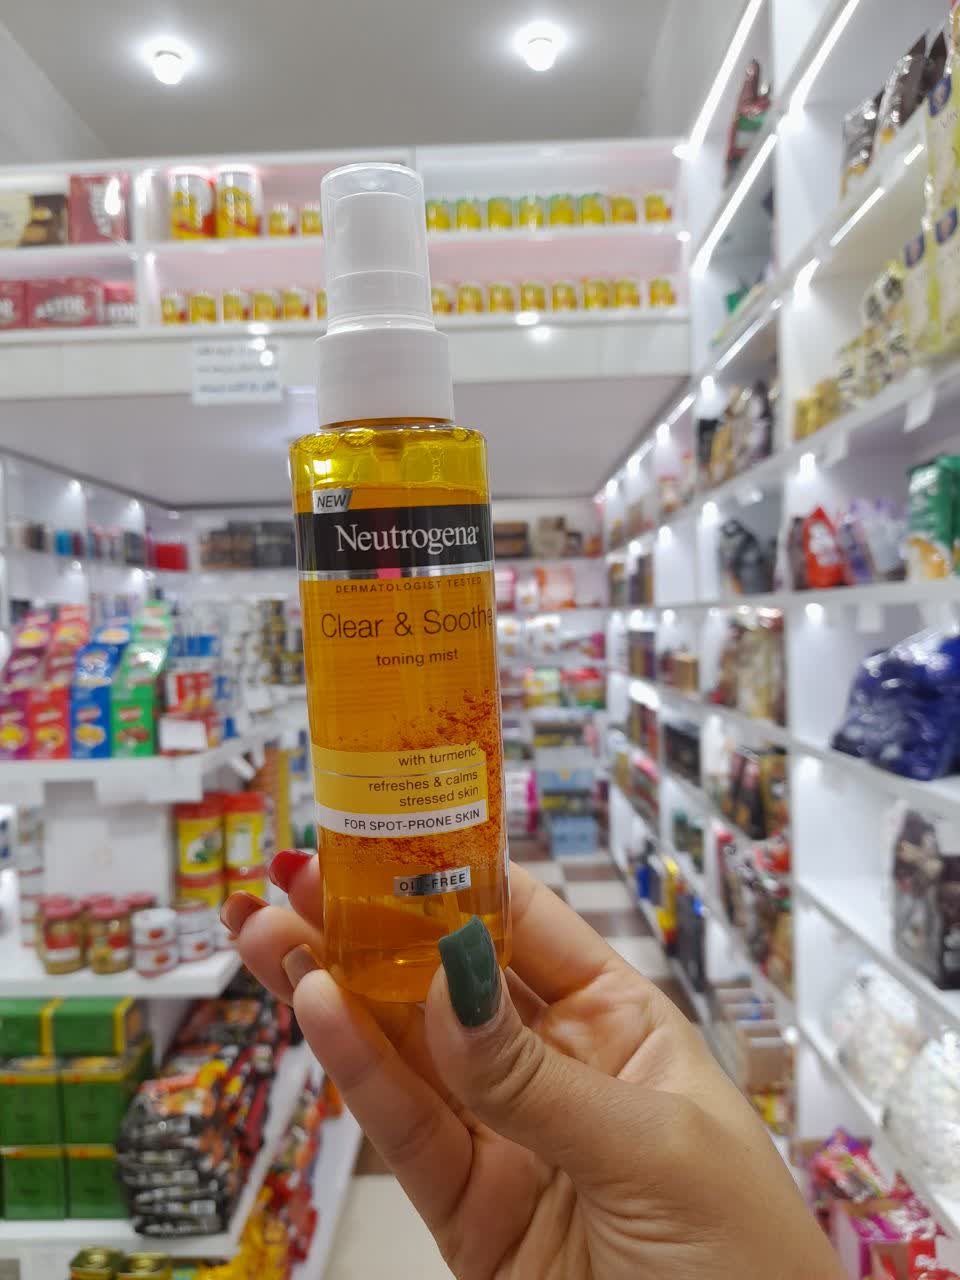 NEW
Neutrogena®
DERMATOLOGIST TESTED
Clear & Soothe
toning mist
with turmeric
refreshes & calms
stressed skin
FOR SPOT-PRONE SKIN
OIL-FREE